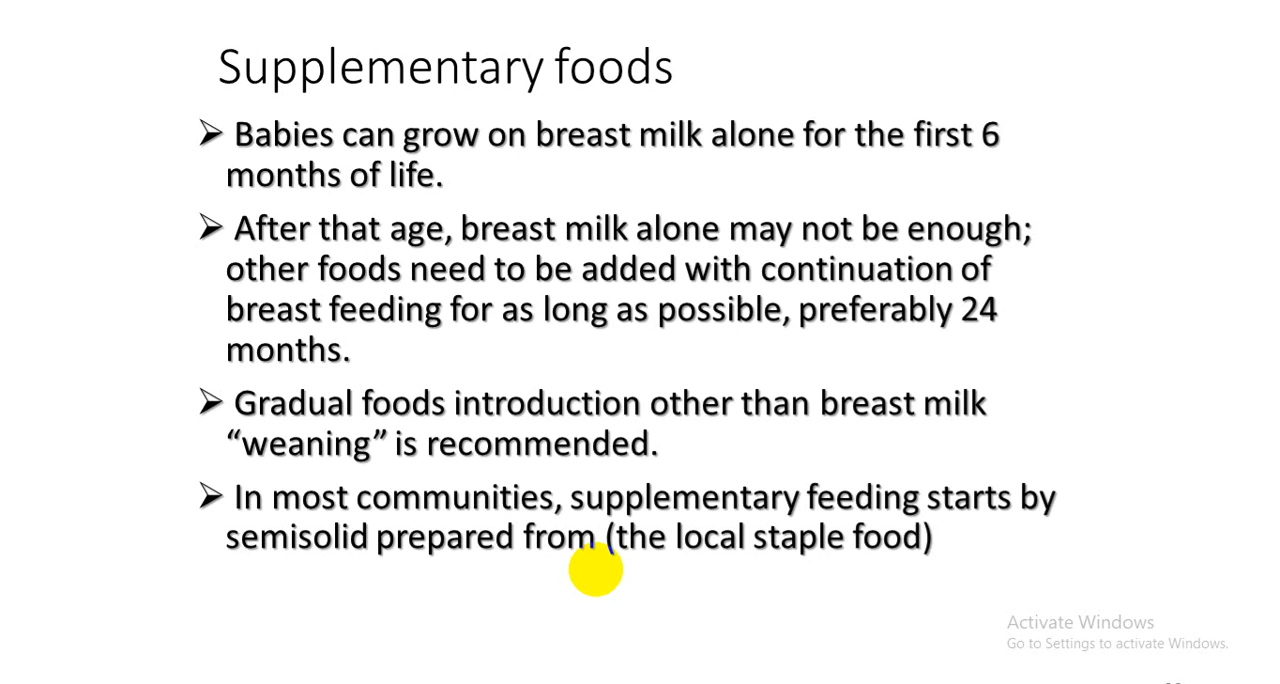 Supplementary foods
➢ Babies can grow on breast milk alone for the first 6
months of life.
➢ After that age, breast milk alone may not be enough;
other foods need to be added with continuation of
breast feeding for as long as possible, preferably 24
months.
➢ Gradual foods introduction other than breast milk
“weaning” is recommended.
➢ In most communities, supplementary feeding starts by
semisolid prepared from (the local staple food)
Activate Windows
Go to Settings to activate Windows.